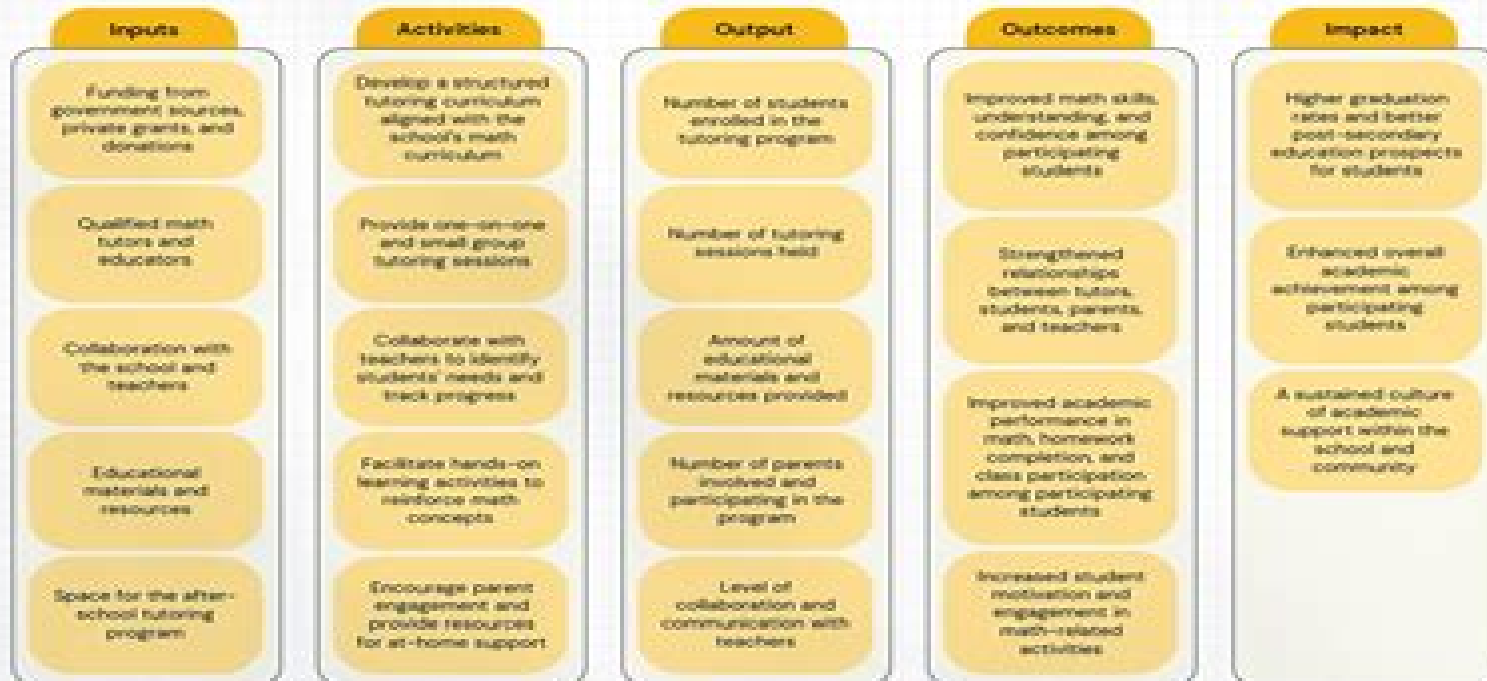 Inputs
Funding from
government sources,
private grants, and
donations
Qualified math
tutors and
educators
Collaboration with
the school and
teachers
Educational
materials and
resources
Space for the after-
school tutoring
program
Activities
Develop a structured
tutoring curriculum
aligned with the
school's math
curriculum
Provide one-on-one
and small group
tutoring sessions
Collaborate with
teachers to identify
students' needs and
track progress
Facilitate hands-on
learning activities to
reinforce math
concepts
Encourage parent
engagement and
provide resources
for at-home support
Output
Number of students
enrolled in the
tutoring program
Number of tutoring
sessions held
Amount of
educational
materials and
resources provided
Number of parents
involved and
participating in the
program
Level of
collaboration and
communication with
teachers
Outcomes
Improved math skills,
understanding, and
confidence among
participating
students
Strengthened
relationships
between tutors,
students, parents,
and teachers
Improved academic
performance in
math, homework
completion, and
class participation
among participating
students
Increased student
motivation and
engagement in
math-related
activities
Impact
Higher graduation
rates and better
post-secondary
education prospects
for students
Enhanced overall
academic
achievement among
participating
students
A sustained culture
of academic
support within the
school and
community